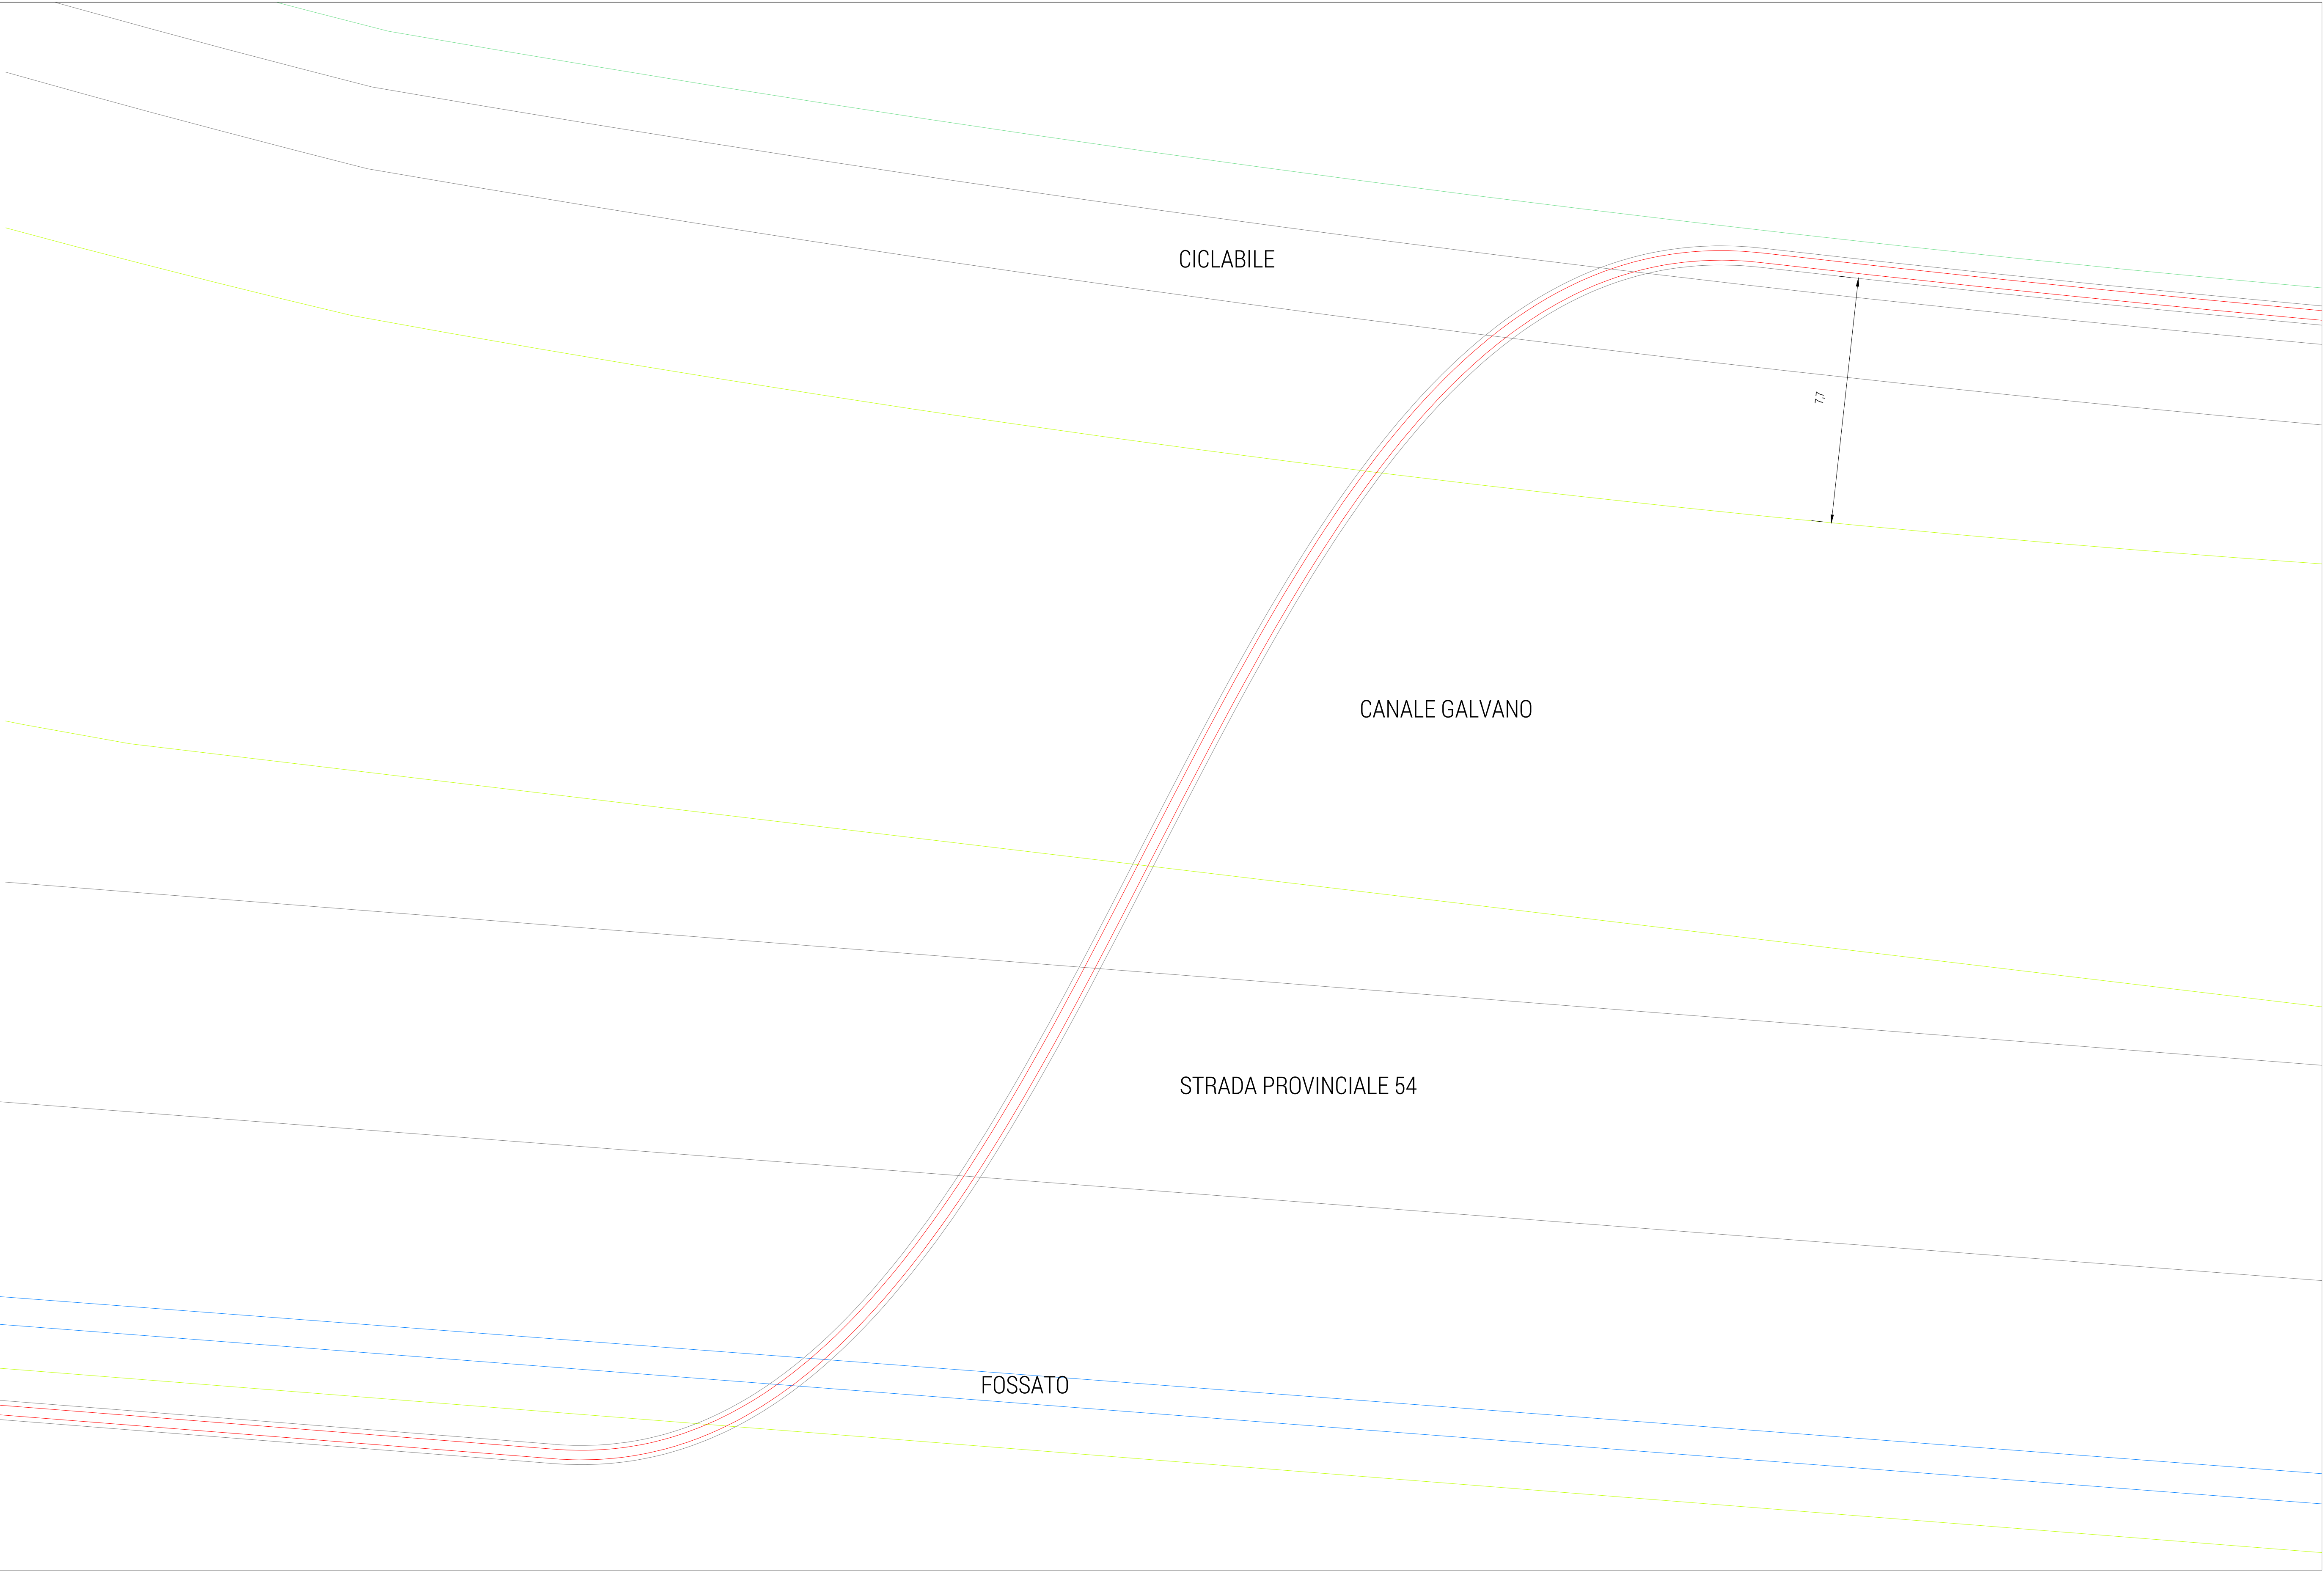 CICLABILE
7,7
CANALE GALVANO
STRADA PROVINCIALE 54
FOSSATO